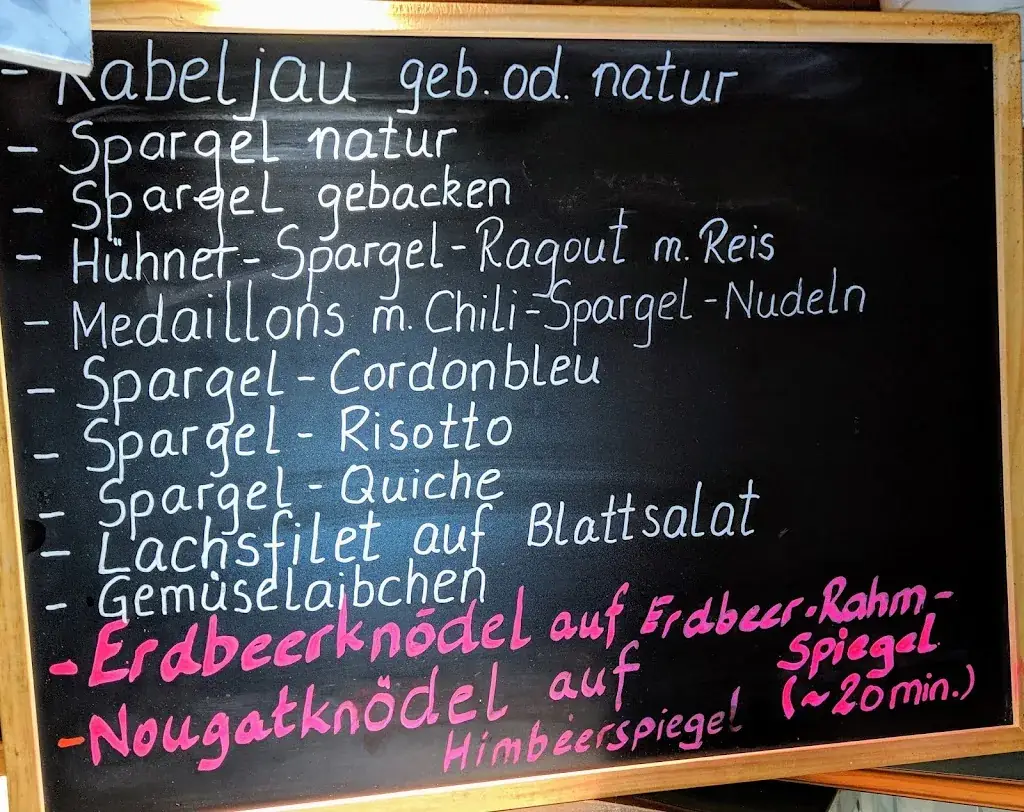 - Kabeljau geb. od. natur
- Spargel natur
- Spargel gebacken
- Hühner-Spargel-Ragout m. Reis
- Medaillons m. Chili-Spargel-Nudeln
- Spargel - Cordonbleu
- Spargel - Risotto
- Spargel - Quiche
- Lachsfilet auf Blattsalat
- Gemüselaibchen
- Erdbeerknödel auf Erdbeer-Rahm-
Spiegel
- Nougatknödel auf
Himbeerspiegel
(~20min.)